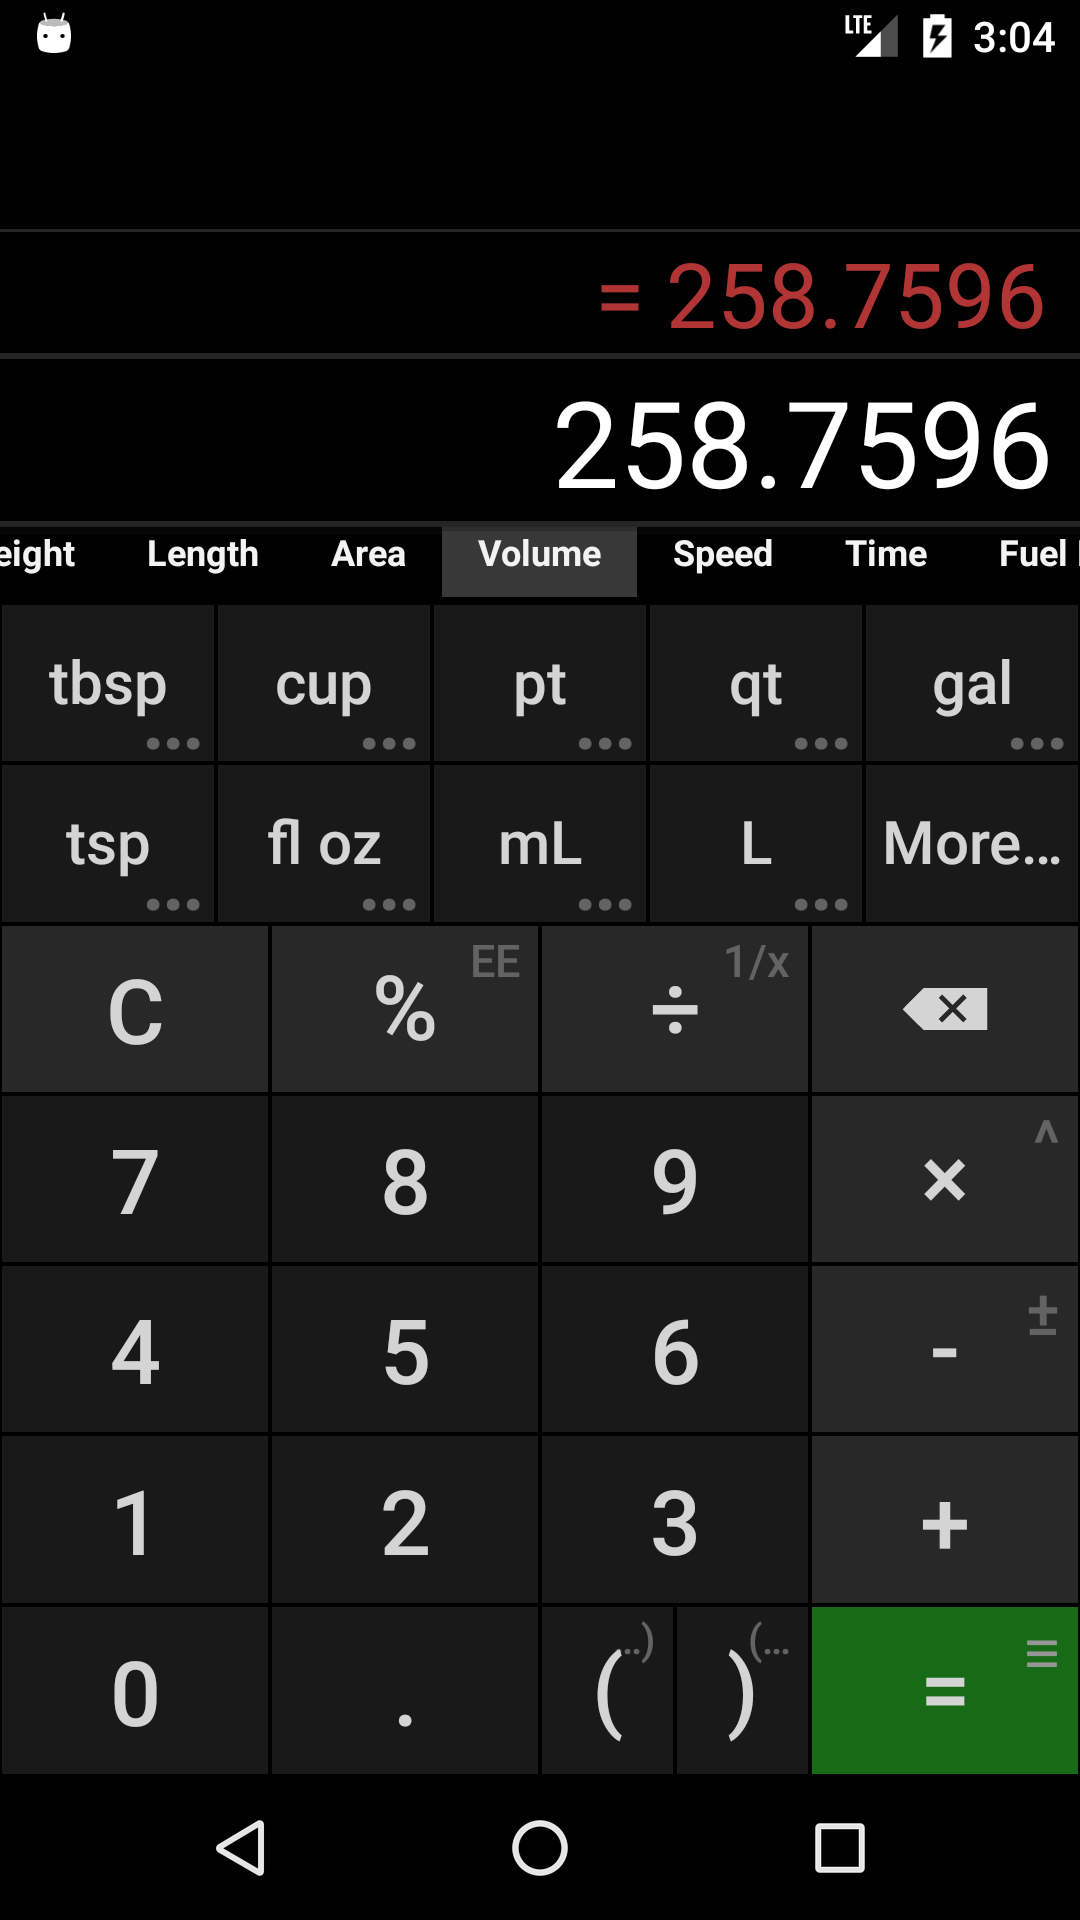 LTE 3:04
= 258.7596
258.7596
eight Length Area Volume Speed Time Fuel
tbsp cup pt qt gal
... ... ... ... ...
tsp fl oz mL L More...
... ... ... ...
C % EE ÷ 1/x
7 8 9 × ^
4 5 6 - ±
1 2 3 +
0 . ( ..) ) (... =